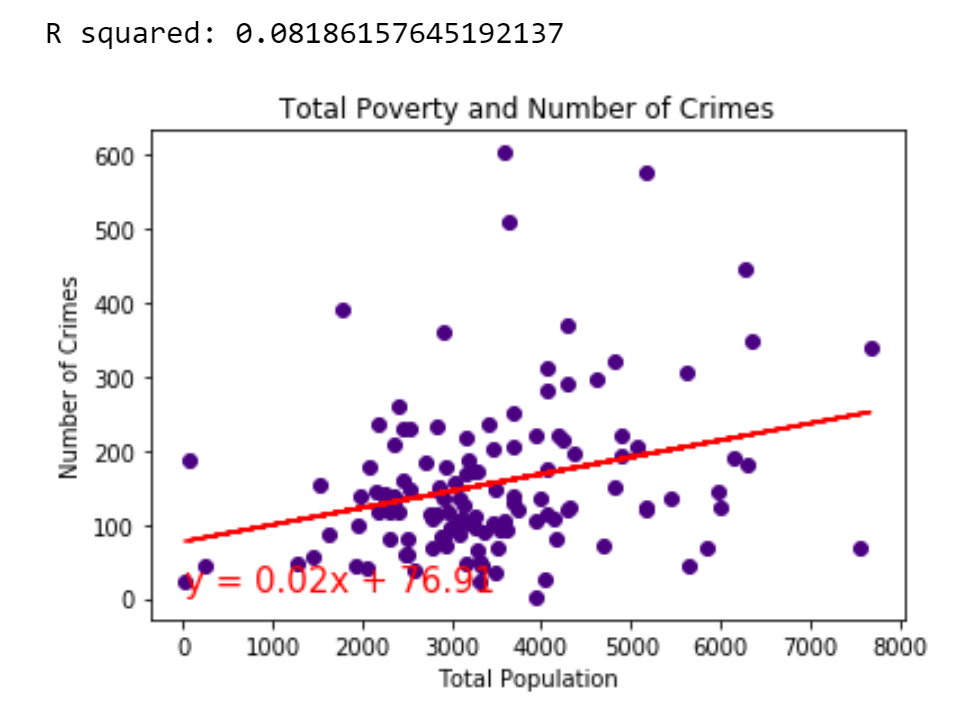 R squared: 0.08186157645192137
Total Poverty and Number of Crimes
600
500
400
300
200
100
0
Number of Crimes
y = 0.02x + 76.91
0 1000 2000 3000 4000 5000 6000 7000 8000
Total Population